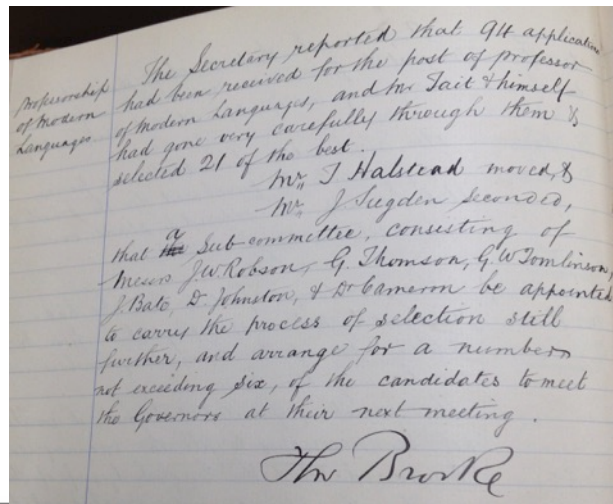 Professorship
of Modern
Languages
The Secretary reported that 94 applications
had been received for the post of professor
of Modern Languages, and Mr Tait & himself
had gone very carefully through them &
selected 21 of the best.
Mr. T Halstead moved, &
Mr. J Sugden seconded,
that a Sub-committee, consisting of
Messrs J.W Robson, G. Thomson, G.W Tomlinson,
J. Bate, D. Johnston, & Dr Cameron be appointed
to carry the process of selection still
further, and arrange for a number
not exceeding six, of the candidates to meet
the Governors at their next meeting.
Thos Brooke